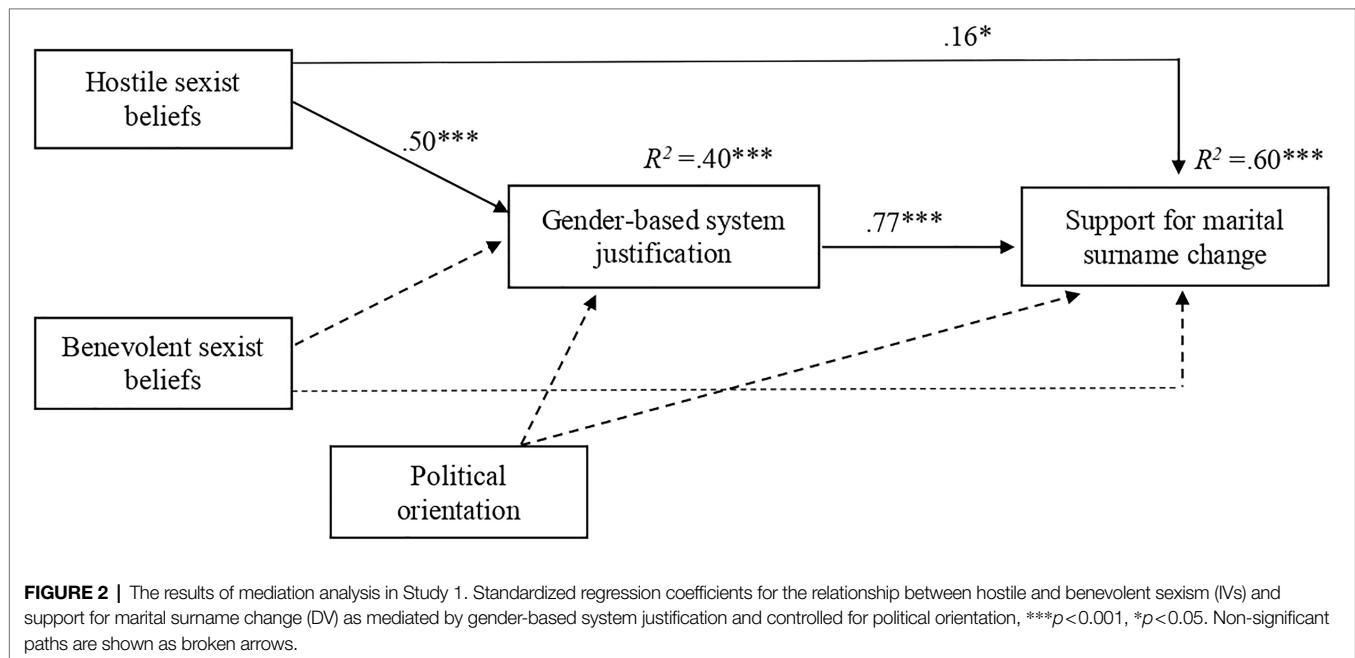 .16*
Hostile sexist
beliefs
.50***
R² =.40***
R² =.60***
Gender-based system
justification
.77***
Support for marital
surname change
Benevolent sexist
beliefs
Political
orientation
FIGURE 2 | The results of mediation analysis in Study 1. Standardized regression coefficients for the relationship between hostile and benevolent sexism (IVs) and
support for marital surname change (DV) as mediated by gender-based system justification and controlled for political orientation, ***p<0.001, *p<0.05. Non-significant
paths are shown as broken arrows.